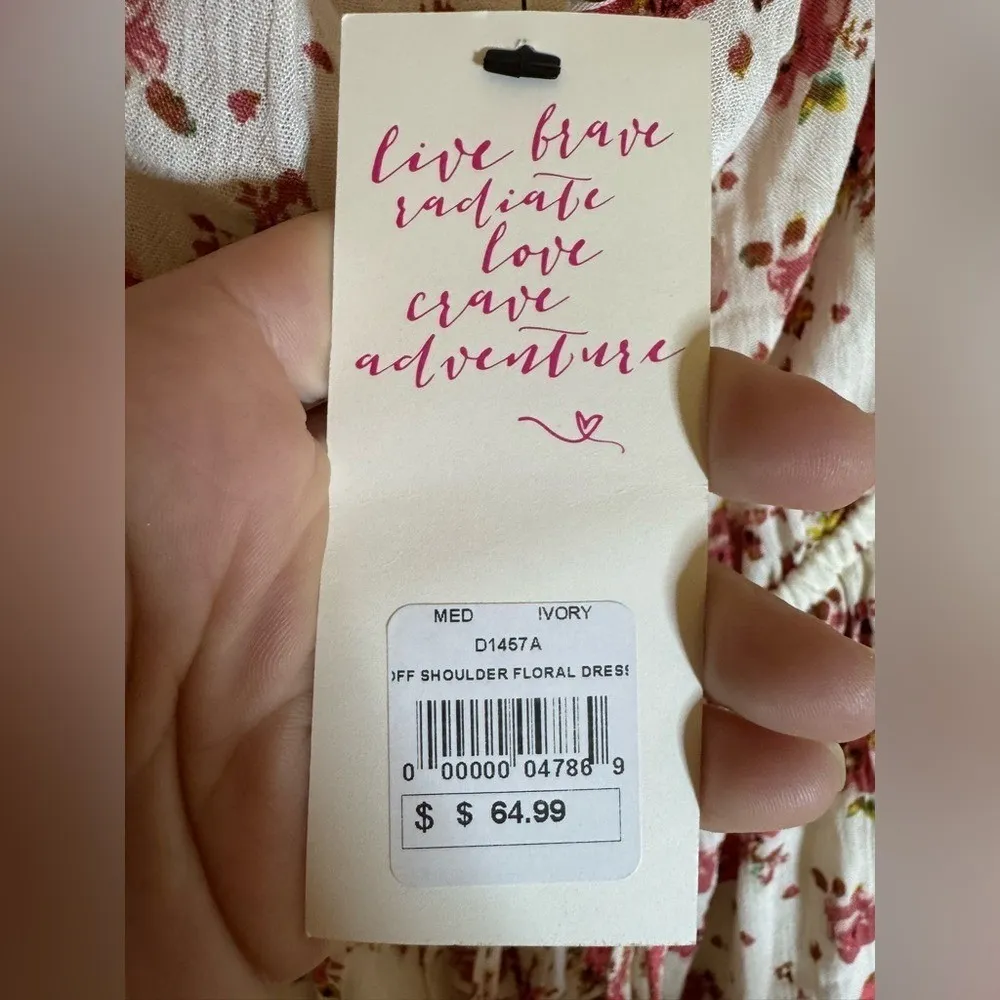 live brave
radiate
love
crave
adventure
MED IVORY
D1457A
OFF SHOULDER FLORAL DRESS
0 00000 04786 9
$ $ 64.99